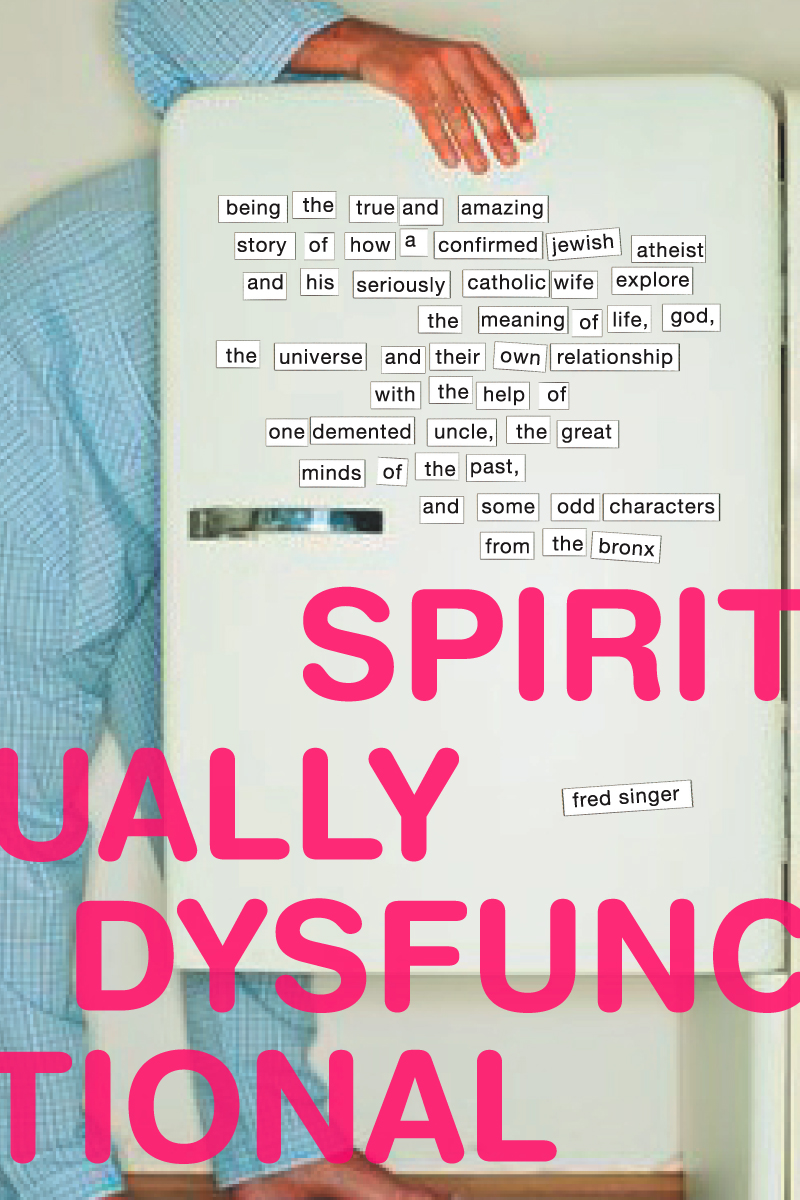 being the true and amazing
story of how a confirmed jewish atheist
and his seriously catholic wife explore
the meaning of life, god,
the universe and their own relationship
with the help of
one demented uncle, the great
minds of the past,
and some odd characters
from the bronx
SPIRIT
UALLY
fred singer
DYSFUNC
TIONAL